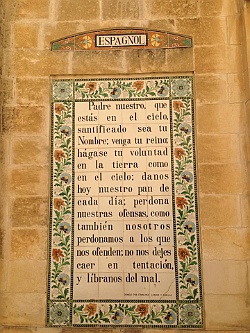 ESPAGNOL
Padre nuestro, que
estás en el cielo,
santificado sea tu
Nombre; venga tu reino;
hágase tu voluntad
en la tierra como
en el cielo; danos
hoy nuestro pan de
cada día; perdona
nuestras ofensas, como
también nosotros
perdonamos a los que
nos ofenden; no nos dejes
caer en tentación,
y líbranos del mal.